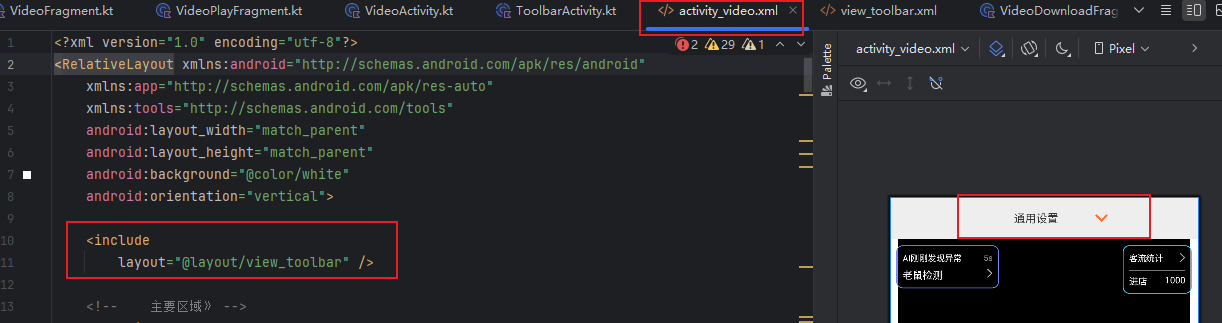 VideoFragment.kt
VideoPlayFragment.kt
VideoActivity.kt
ToolbarActivity.kt
activity_video.xml
view_toolbar.xml
VideoDownloadFrag
1 <?xml version="1.0" encoding="utf-8"?>
2 <RelativeLayout xmlns:android="http://schemas.android.com/apk/res/android"
3 xmlns:app="http://schemas.android.com/apk/res-auto"
4 xmlns:tools="http://schemas.android.com/tools"
5 android:layout_width="match_parent"
6 android:layout_height="match_parent"
7 android:background="@color/white"
8 android:orientation="vertical">
9
10 <include
11 layout="@layout/view_toolbar" />
12
13 <!-- 主要区域》 -->
2 29 1
Palette
activity_video.xml
Pixel
通用设置
AI刚刚发现异常 5s
老鼠检测
客流统计
进店 1000